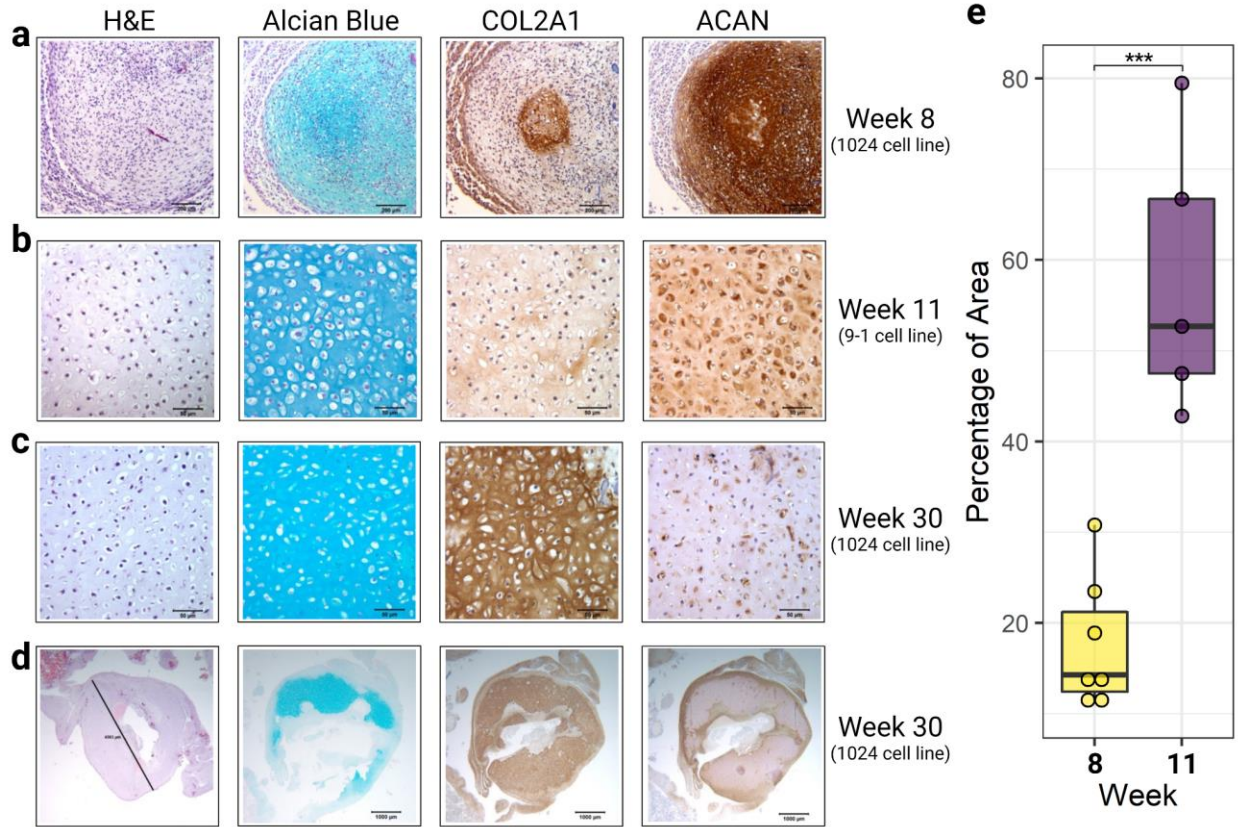 H&E Alcian Blue COL2A1 ACAN
a
Week 8
(1024 cell line)
b
Week 11
(9-1 cell line)
c
Week 30
(1024 cell line)
d
1000 µm 1000 µm 1000 µm
Week 30
(1024 cell line)
e
***
80
60
40
20
Percentage of Area
8 11
Week